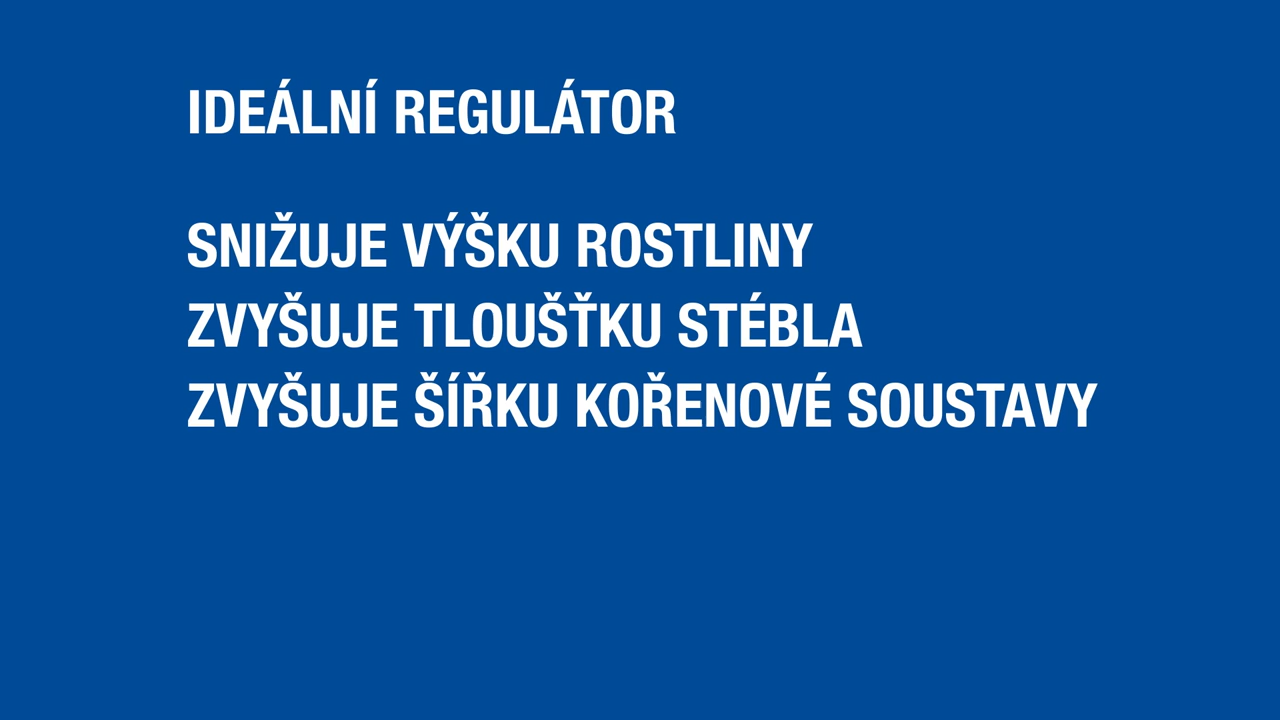 IDEÁLNÍ REGULÁTOR
SNIŽUJE VÝŠKU ROSTLINY
ZVYŠUJE TLOUŠŤKU STÉBLA
ZVYŠUJE ŠÍŘKU KOŘENOVÉ SOUSTAVY